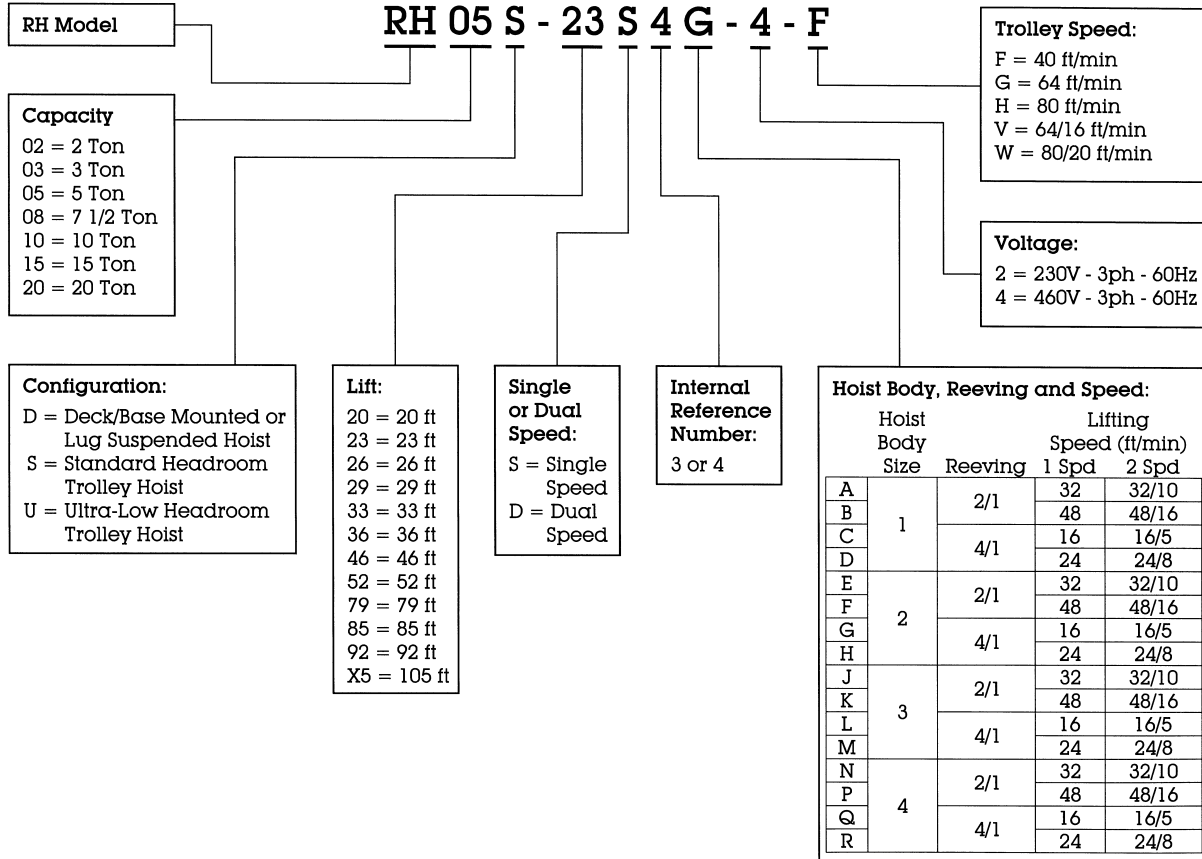 RH 05 S - 23 S 4 G - 4 - F
RH Model
Capacity
02 = 2 Ton
03 = 3 Ton
05 = 5 Ton
08 = 7 1/2 Ton
10 = 10 Ton
15 = 15 Ton
20 = 20 Ton
Trolley Speed:
F = 40 ft/min
G = 64 ft/min
H = 80 ft/min
V = 64/16 ft/min
W = 80/20 ft/min
Voltage:
2 = 230V - 3ph - 60Hz
4 = 460V - 3ph - 60Hz
Configuration:
D = Deck/Base Mounted or
Lug Suspended Hoist
S = Standard Headroom
Trolley Hoist
U = Ultra-Low Headroom
Trolley Hoist
Lift:
20 = 20 ft
23 = 23 ft
26 = 26 ft
29 = 29 ft
33 = 33 ft
36 = 36 ft
46 = 46 ft
52 = 52 ft
79 = 79 ft
85 = 85 ft
92 = 92 ft
X5 = 105 ft
Single
or Dual
Speed:
S = Single
Speed
D = Dual
Speed
Internal
Reference
Number:
3 or 4
Hoist Body, Reeving and Speed:
Hoist Lifting
Body Speed (ft/min)
Size Reeving 1 Spd 2 Spd
A 1 2/1 32 32/10
B 48 48/16
C 4/1 16 16/5
D 24 24/8
E 2 2/1 32 32/10
F 48 48/16
G 4/1 16 16/5
H 24 24/8
J 3 2/1 32 32/10
K 48 48/16
L 4/1 16 16/5
M 24 24/8
N 4 2/1 32 32/10
P 48 48/16
Q 4/1 16 16/5
R 24 24/8